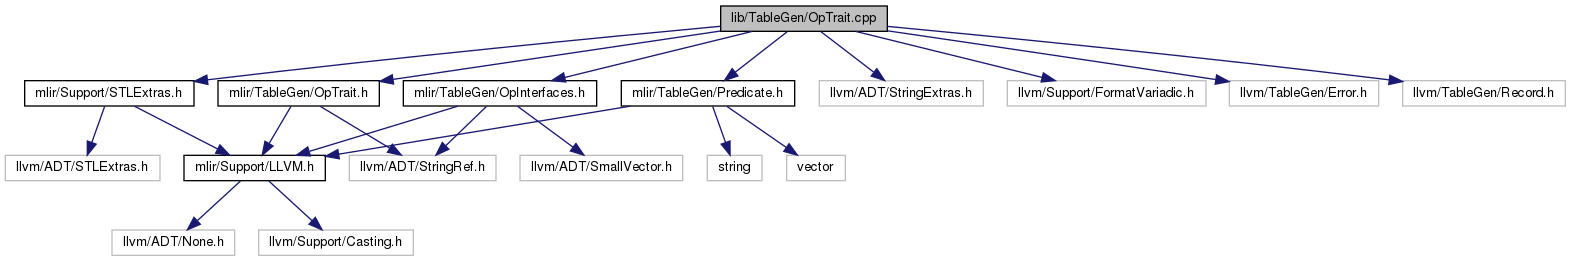 lib/TableGen/OpTrait.cpp
mlir/Support/STLExtras.h
mlir/TableGen/OpTrait.h
mlir/TableGen/OpInterfaces.h
mlir/TableGen/Predicate.h
llvm/ADT/StringExtras.h
llvm/Support/FormatVariadic.h
llvm/TableGen/Error.h
llvm/TableGen/Record.h
llvm/ADT/STLExtras.h
mlir/Support/LLVM.h
llvm/ADT/StringRef.h
llvm/ADT/SmallVector.h
string
vector
llvm/ADT/None.h
llvm/Support/Casting.h